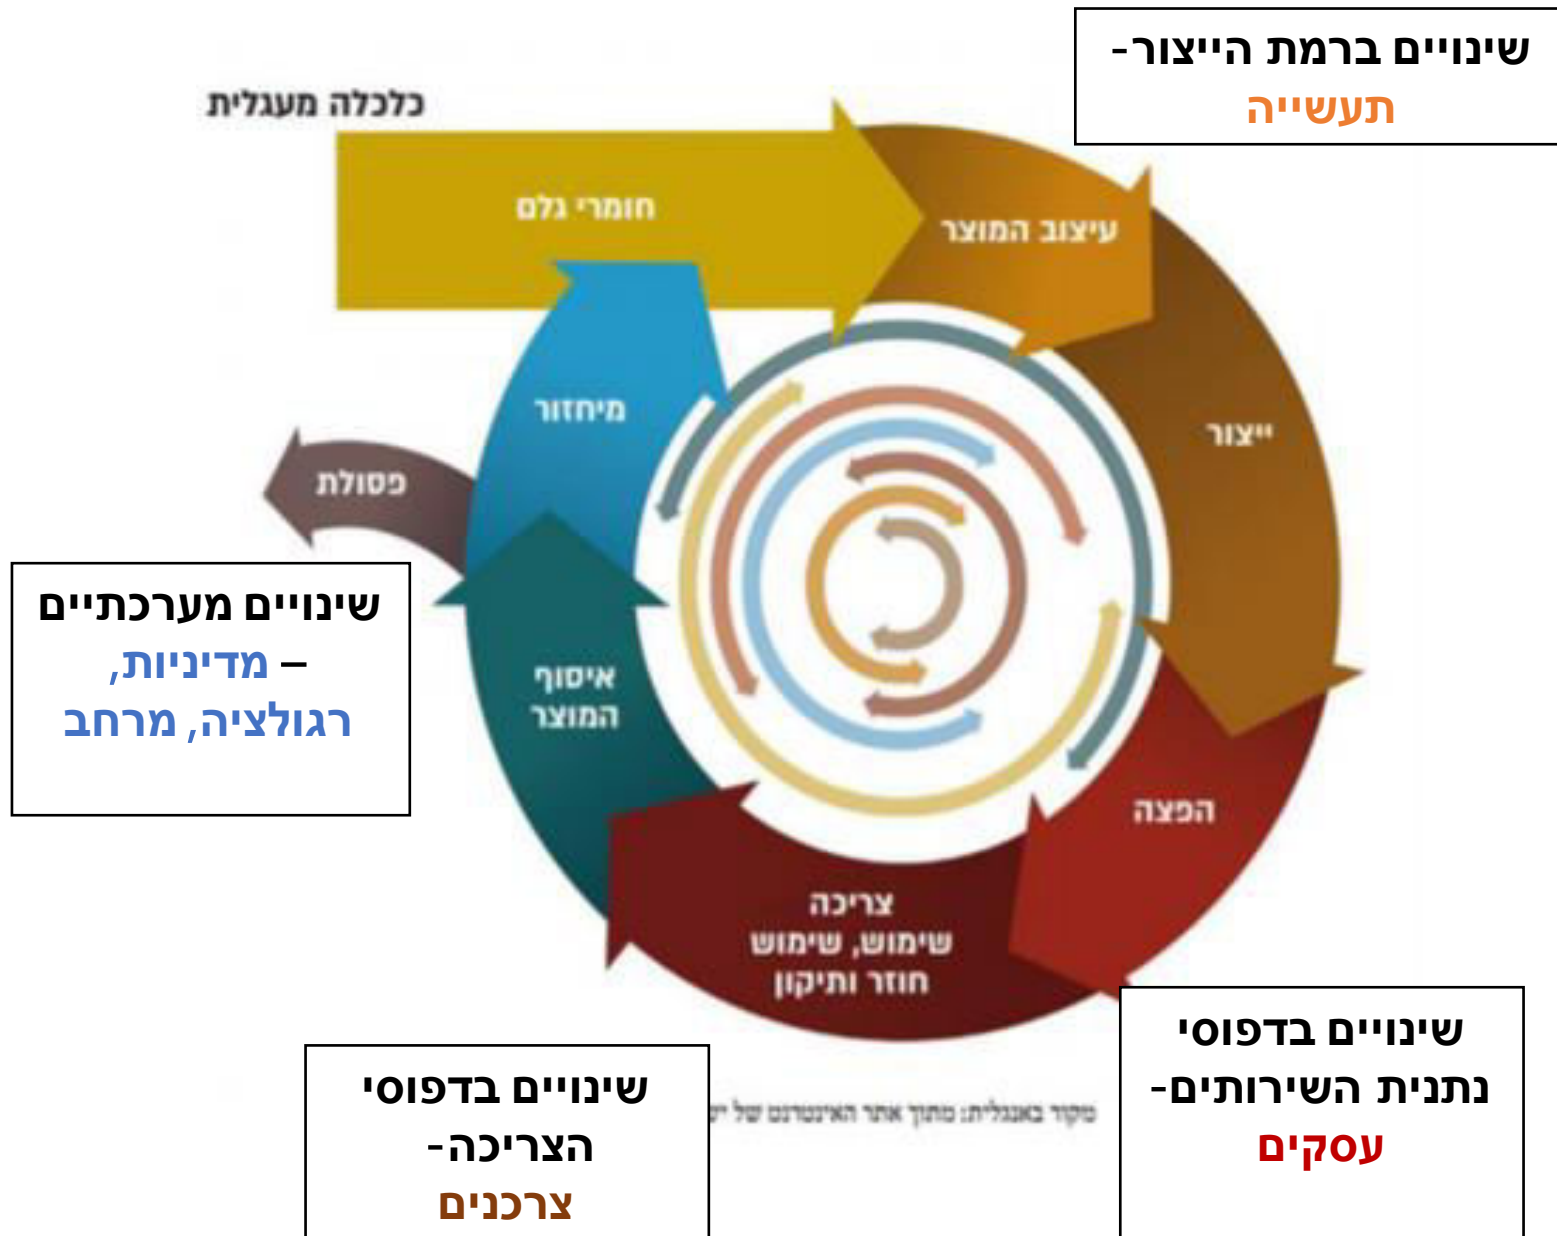 שינויים ברמת הייצור-
תעשייה
כלכלה מעגלית
חומרי גלם
עיצוב המוצר
ייצור
מיחזור
פסולת
שינויים מערכתיים
– מדיניות,
רגולציה, מרחב
איסוף
המוצר
הפצה
צריכה
שימוש, שימוש
חוזר ותיקון
שינויים בדפוסי
נתנית השירותים-
עסקים
שינויים בדפוסי
הצריכה-
צרכנים
מקור באנגלית: מתוך אתר האינטרנט של